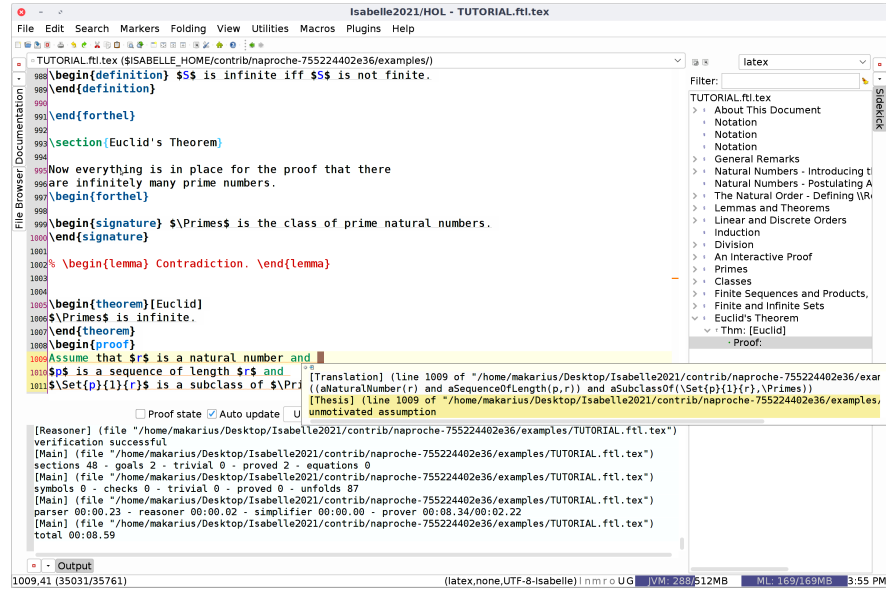 Isabelle2021/HOL - TUTORIAL.ftl.tex
File Edit Search Markers Folding View Utilities Macros Plugins Help
TUTORIAL.ftl.tex ($ISABELLE_HOME/contrib/naproche-755224402e36/examples/)
988 \begin{definition} $S$ is infinite iff $S$ is not finite.
989 \end{definition}
990
991 \end{forthel}
992
993 \section{Euclid's Theorem}
994
995 Now everything is in place for the proof that there
996 are infinitely many prime numbers.
997 \begin{forthel}
998
999 \begin{signature} $\Primes$ is the class of prime natural numbers.
1000 \end{signature}
1001
1002 % \begin{lemma} Contradiction. \end{lemma}
1003
1004
1005 \begin{theorem}[Euclid]
1006 $\Primes$ is infinite.
1007 \end{theorem}
1008 \begin{proof}
1009 Assume that $r$ is a natural number and
1010 $p$ is a sequence of length $r$ and
1011 $\Set{p}{1}{r}$ is a subclass of $\Pri
[Translation] (line 1009 of "/home/makarius/Desktop/Isabelle2021/contrib/naproche-755224402e36/exam
((aNaturalNumber(r) and aSequenceOfLength(p,r)) and aSubclassOf(\Set{p}{1}{r},\Primes))
[Thesis] (line 1009 of "/home/makarius/Desktop/Isabelle2021/contrib/naproche-755224402e36/examples/
unmotivated assumption
Proof state Auto update U
[Reasoner] (file "/home/makarius/Desktop/Isabelle2021/contrib/naproche-755224402e36/examples/TUTORIAL.ftl.tex")
verification successful
[Main] (file "/home/makarius/Desktop/Isabelle2021/contrib/naproche-755224402e36/examples/TUTORIAL.ftl.tex")
sections 48 - goals 2 - trivial 0 - proved 2 - equations 0
[Main] (file "/home/makarius/Desktop/Isabelle2021/contrib/naproche-755224402e36/examples/TUTORIAL.ftl.tex")
symbols 0 - checks 0 - trivial 0 - proved 0 - unfolds 87
[Main] (file "/home/makarius/Desktop/Isabelle2021/contrib/naproche-755224402e36/examples/TUTORIAL.ftl.tex")
parser 00:00.23 - reasoner 00:00.02 - simplifier 00:00.00 - prover 00:08.34/00:02.22
[Main] (file "/home/makarius/Desktop/Isabelle2021/contrib/naproche-755224402e36/examples/TUTORIAL.ftl.tex")
total 00:08.59
Output
Documentation
File Browser
latex
Filter:
TUTORIAL.ftl.tex
About This Document
Notation
Notation
Notation
General Remarks
Natural Numbers - Introducing t
Natural Numbers - Postulating A
The Natural Order - Defining \\R
Lemmas and Theorems
Linear and Discrete Orders
Induction
Division
An Interactive Proof
Primes
Classes
Finite Sequences and Products,
Finite and Infinite Sets
Euclid's Theorem
Thm: [Euclid]
Proof:
Sidekick
1009,41 (35031/35761)
(latex,none,UTF-8-Isabelle) l n m r o U G JVM: 288/512MB ML: 169/169MB 3:55 PM